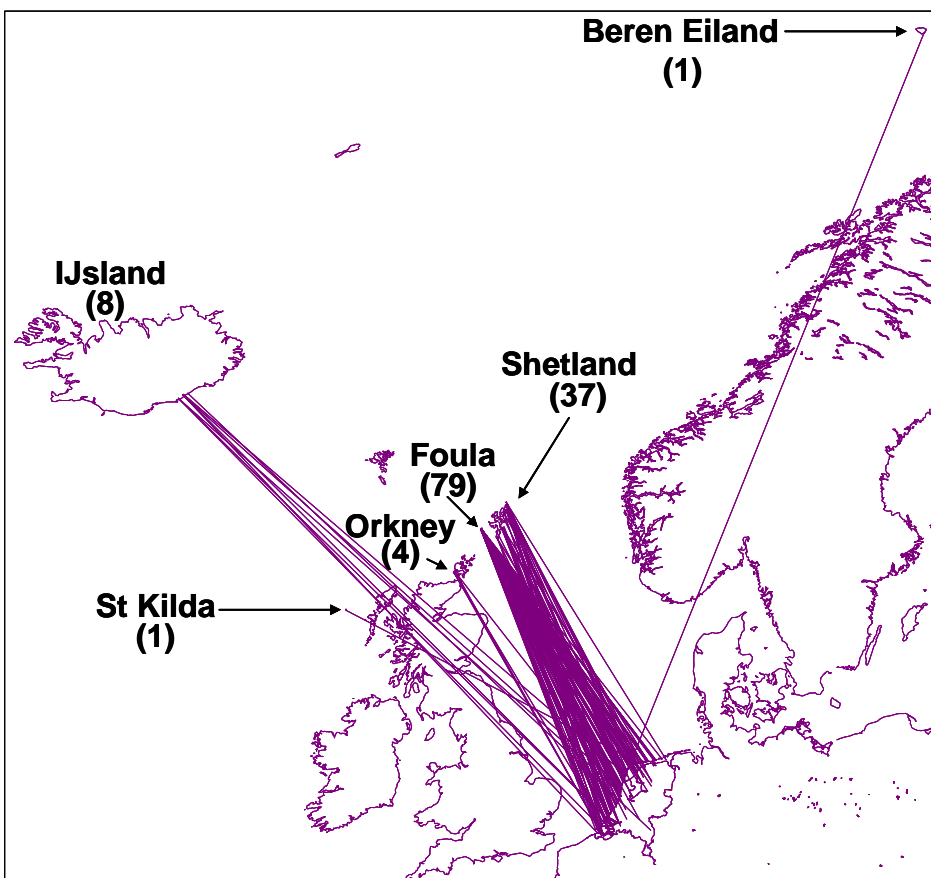 Beren Eiland
(1)
IJsland
(8)
Shetland
(37)
Foula
(79)
Orkney
(4)
St Kilda
(1)